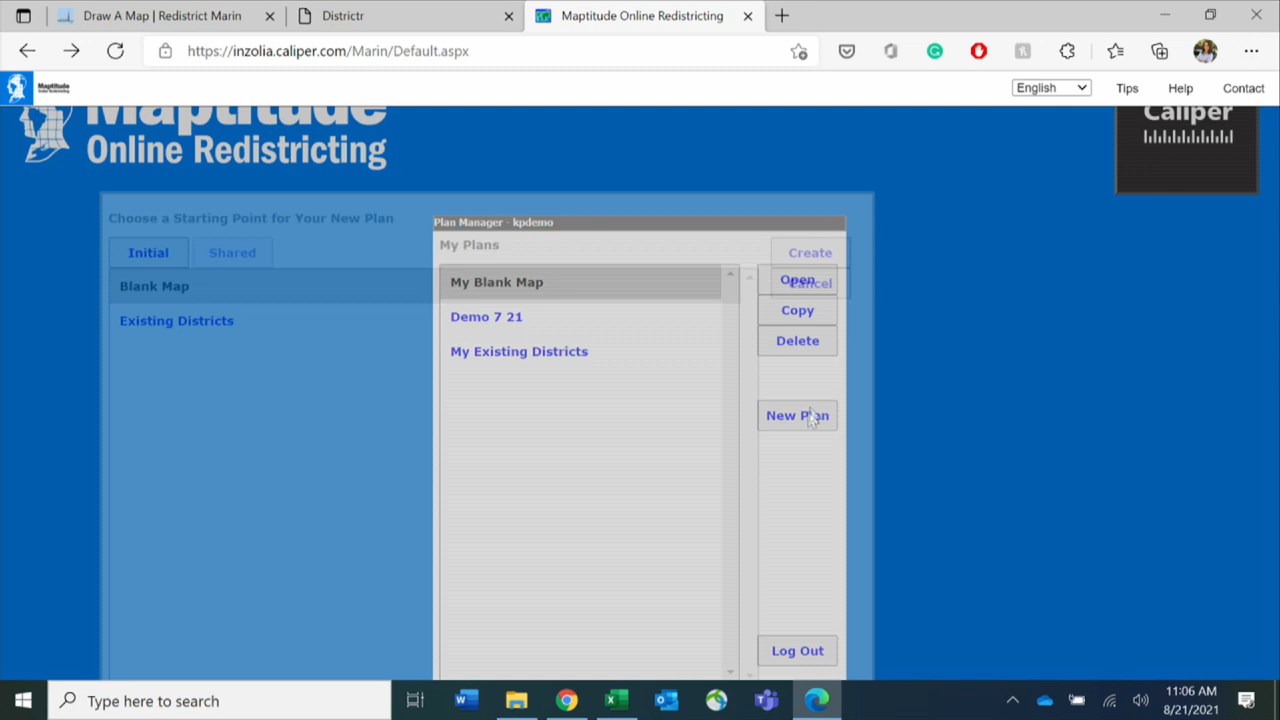 Draw A Map | Redistrict Marin
Districtr
Maptitude Online Redistricting
https://inzolia.caliper.com/Marin/Default.aspx
Maptitude
English
Tips
Help
Contact
Maptitude
Online Redistricting
Caliper
Choose a Starting Point for Your New Plan
Initial
Shared
Blank Map
Existing Districts
Plan Manager - kpdemo
My Plans
My Blank Map
Demo 7 21
My Existing Districts
Create
Cancel
Open
Copy
Delete
New Plan
Log Out
Type here to search
11:06 AM
8/21/2021